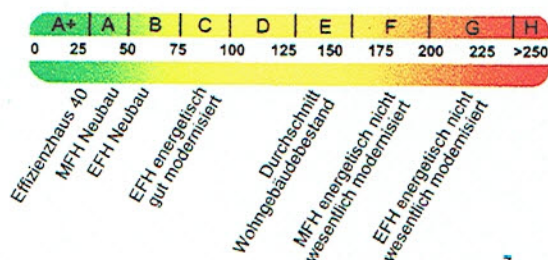 A+ A B C D E F G H
0 25 50 75 100 125 150 175 200 225 >250
Effizienzhaus 40
MFH Neubau
EFH Neubau
EFH energetisch
gut modernisiert
Durchschnitt
Wohngebäudebestand
MFH energetisch nicht
wesentlich modernisiert
EFH energetisch nicht
wesentlich modernisiert